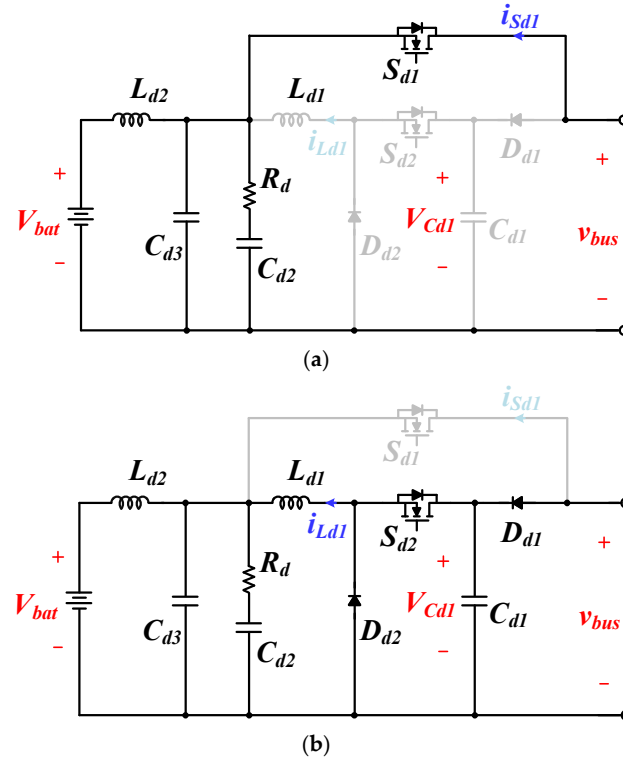 i_Sd1
S_d1
L_d2
L_d1
i_Ld1
S_d2
D_d1
+
R_d
+
+
V_bat
C_d3
V_Cd1
C_d1
v_bus
-
C_d2
D_d2
-
-
(a)
i_Sd1
S_d1
L_d2
L_d1
i_Ld1
S_d2
D_d1
+
R_d
+
+
V_bat
C_d3
V_Cd1
C_d1
v_bus
-
C_d2
D_d2
-
-
(b)